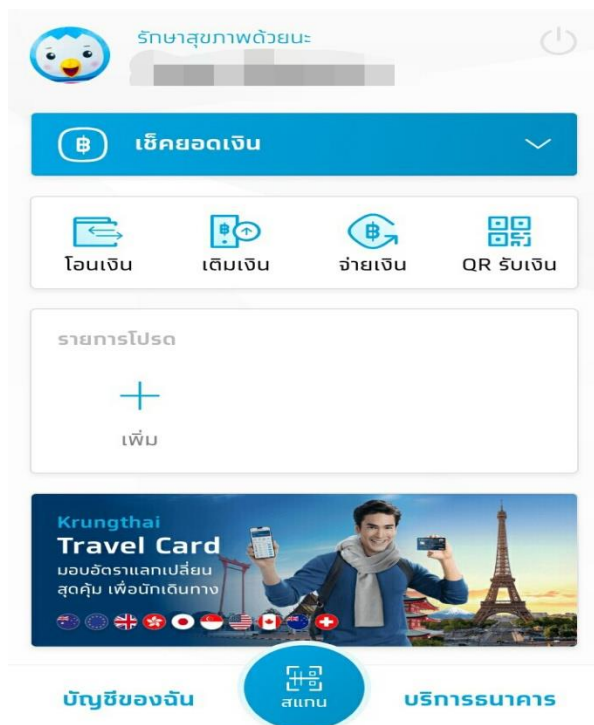 รักษาสุขภาพด้วยนะ
฿ เช็คยอดเงิน
โอนเงิน เติมเงิน จ่ายเงิน QR รับเงิน
รายการโปรด
เพิ่ม
Krungthai
Travel Card
มอบอัตราแลกเปลี่ยน
สุดคุ้ม เพื่อนักเดินทาง
บัญชีของฉัน สแกน บริการธนาคาร